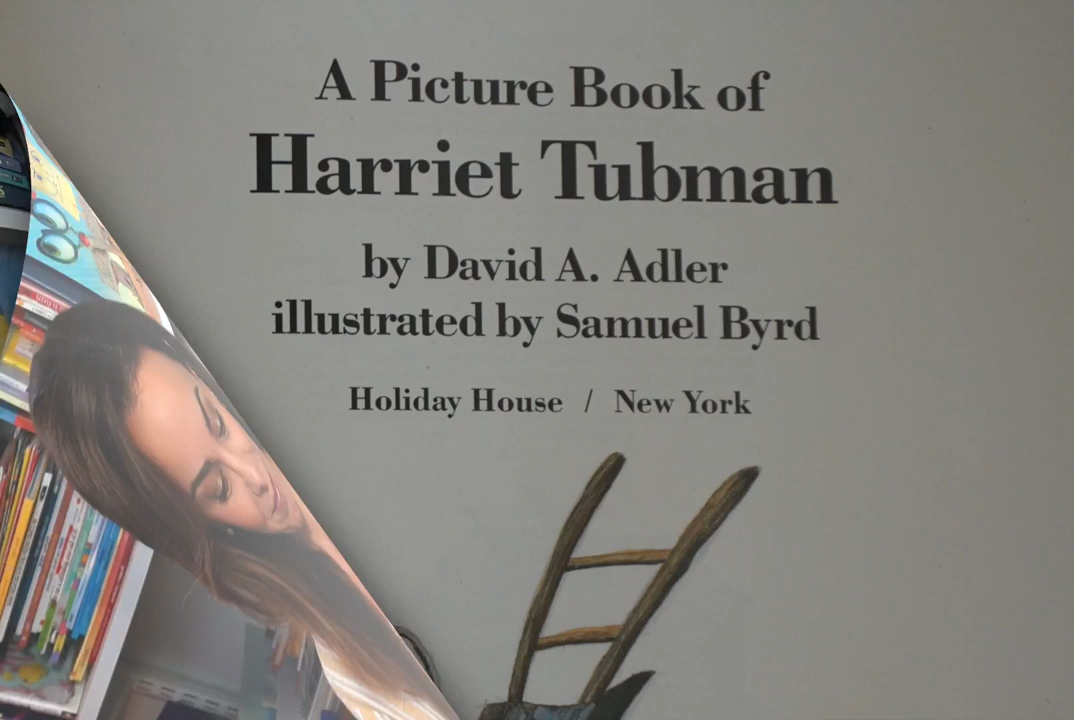 A Picture Book of
Harriet Tubman
by David A. Adler
illustrated by Samuel Byrd
Holiday House / New York